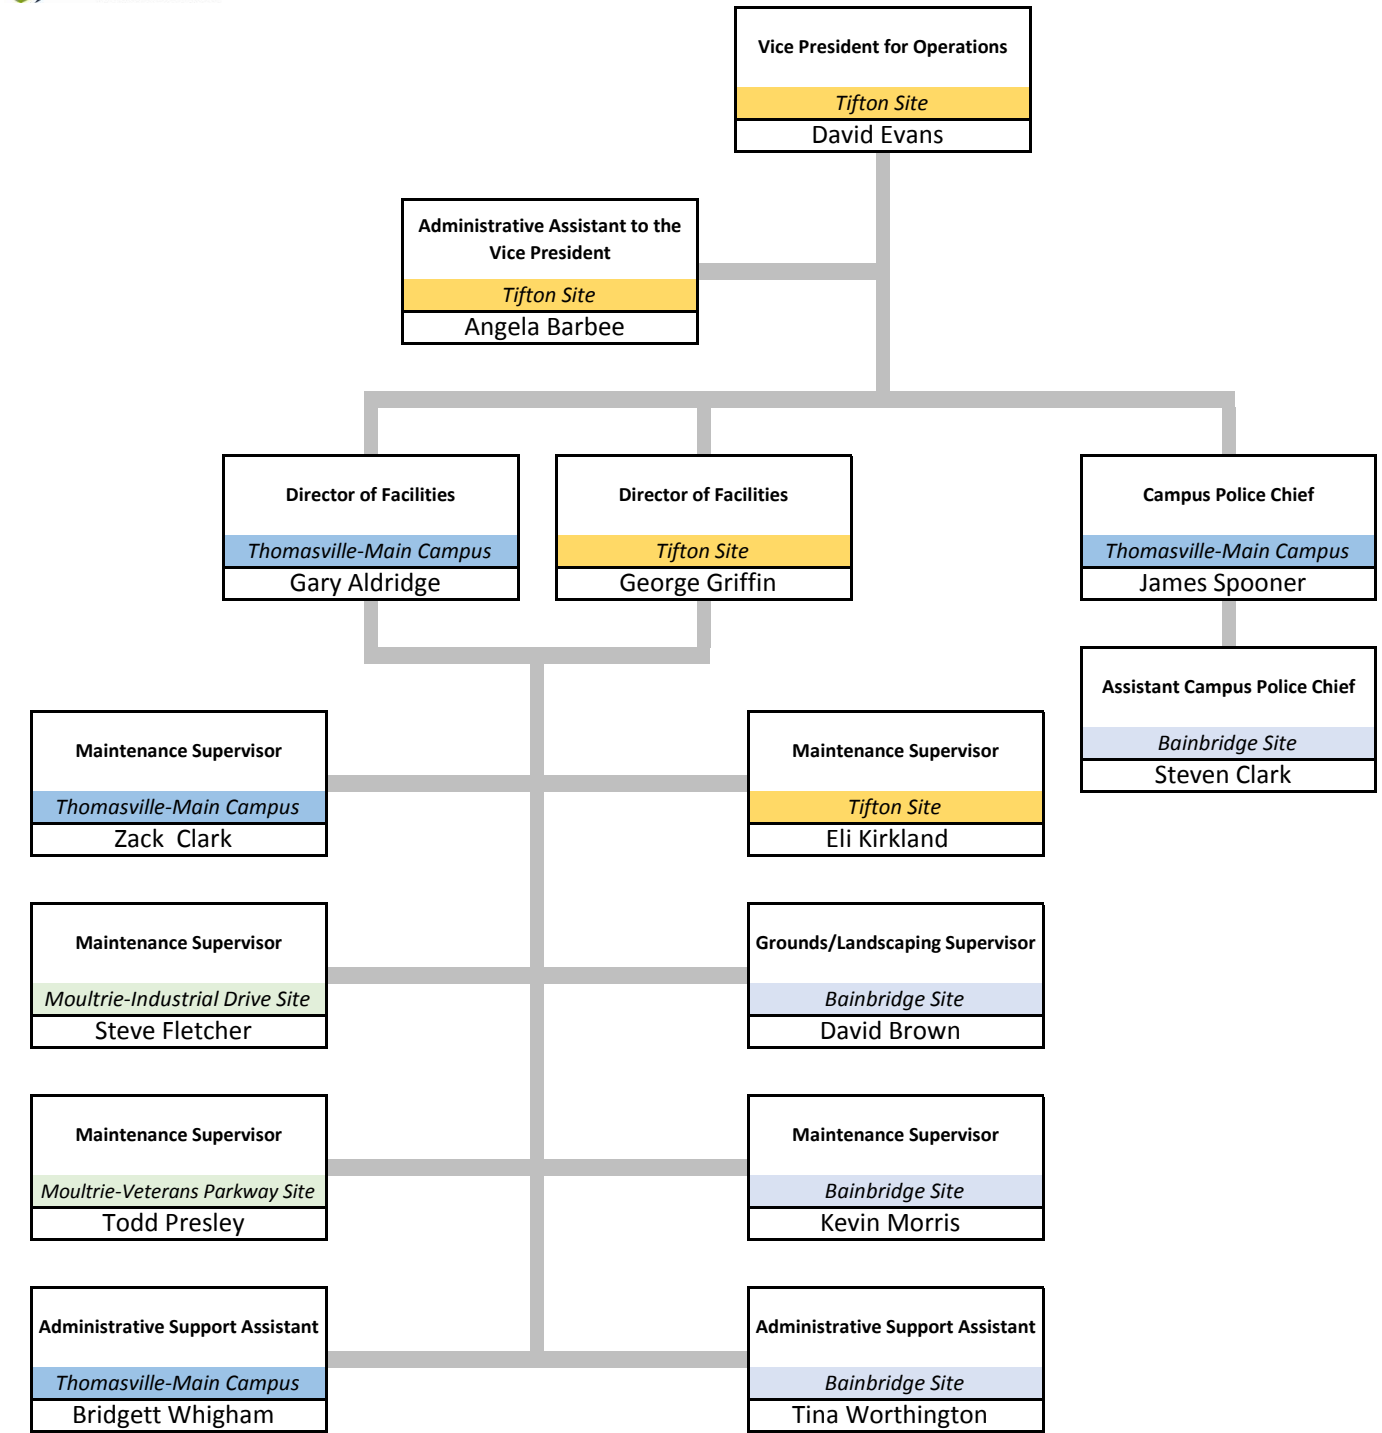 Vice President for Operations
Tifton Site
David Evans
Administrative Assistant to the
Vice President
Tifton Site
Angela Barbee
Director of Facilities
Thomasville-Main Campus
Gary Aldridge
Director of Facilities
Tifton Site
George Griffin
Campus Police Chief
Thomasville-Main Campus
James Spooner
Assistant Campus Police Chief
Bainbridge Site
Steven Clark
Maintenance Supervisor
Thomasville-Main Campus
Zack  Clark
Maintenance Supervisor
Tifton Site
Eli Kirkland
Maintenance Supervisor
Moultrie-Industrial Drive Site
Steve Fletcher
Grounds/Landscaping Supervisor
Bainbridge Site
David Brown
Maintenance Supervisor
Moultrie-Veterans Parkway Site
Todd Presley
Maintenance Supervisor
Bainbridge Site
Kevin Morris
Administrative Support Assistant
Thomasville-Main Campus
Bridgett Whigham
Administrative Support Assistant
Bainbridge Site
Tina Worthington